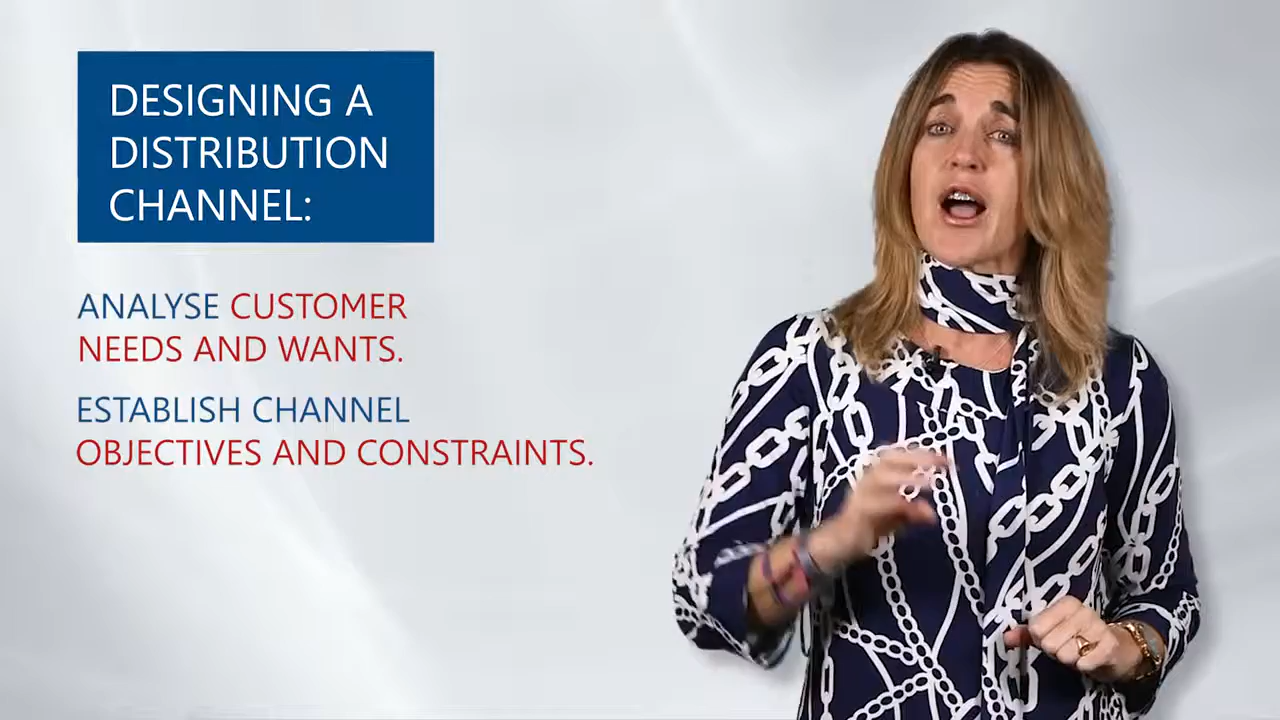 DESIGNING A
DISTRIBUTION
CHANNEL:
ANALYSE CUSTOMER
NEEDS AND WANTS.
ESTABLISH CHANNEL
OBJECTIVES AND CONSTRAINTS.